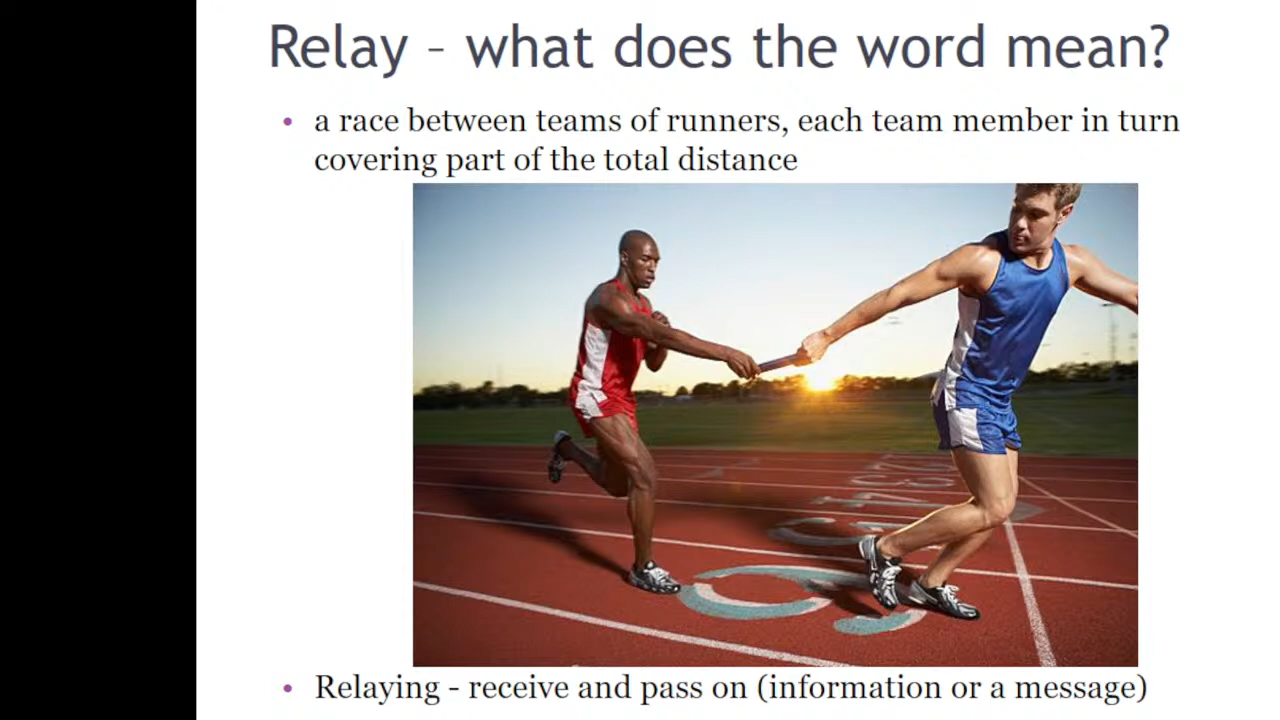 Relay – what does the word mean?
• a race between teams of runners, each team member in turn
covering part of the total distance
• Relaying - receive and pass on (information or a message)